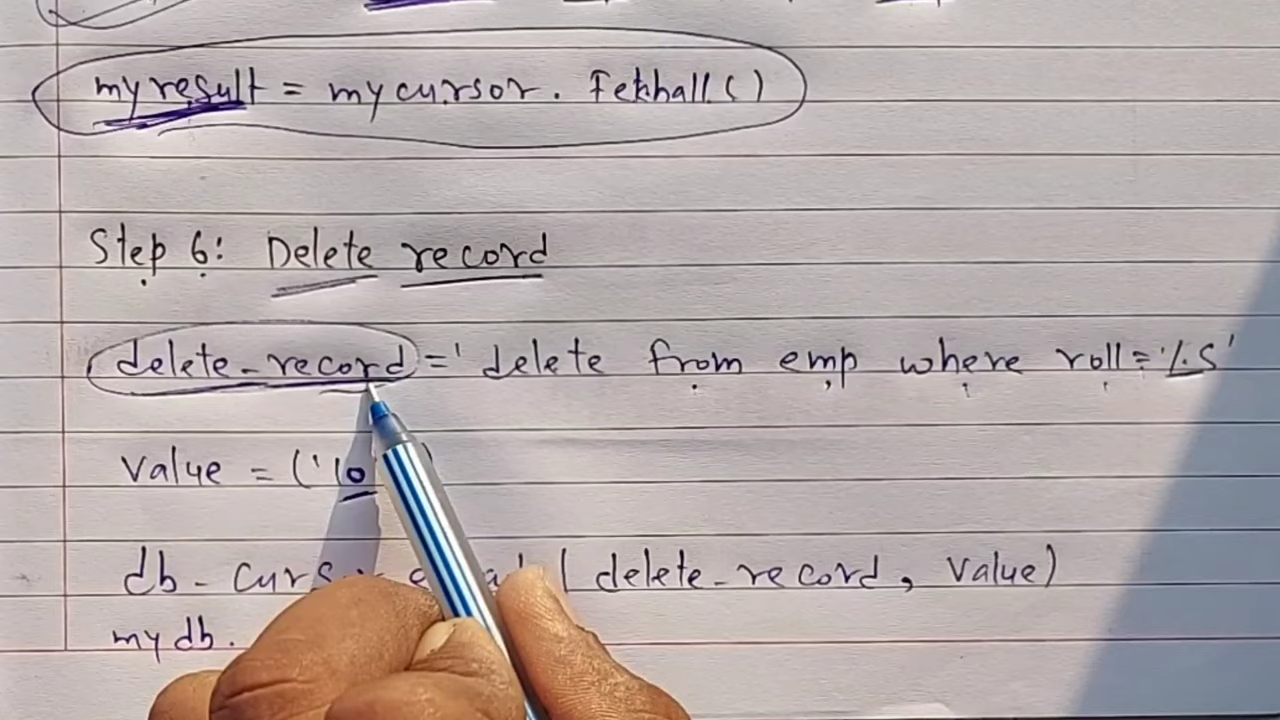 myresult = mycursor. Fetchall()
Step 6: Delete record
delete-record = ' delete from emp where roll = %s'
value = ('10
db - curs ( delete-record, value)
mydb.